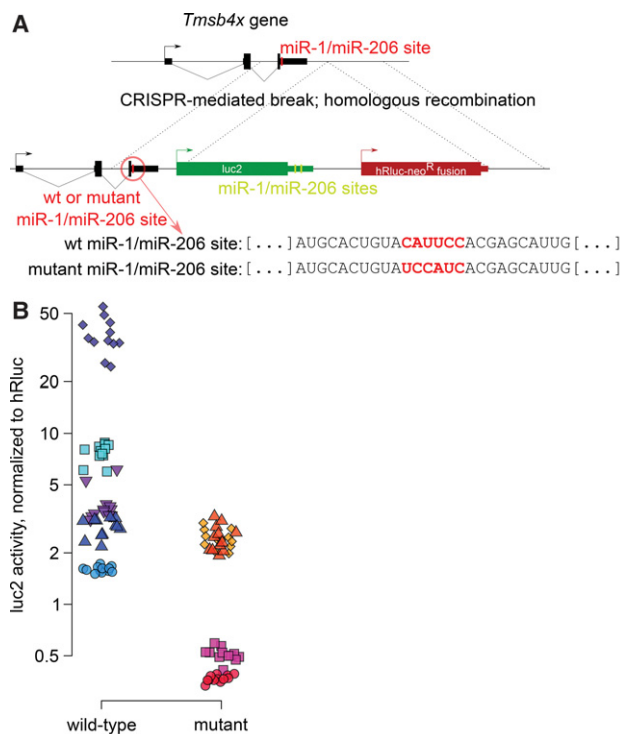 A
Tmsb4x gene
miR-1/miR-206 site
CRISPR-mediated break; homologous recombination
luc2
hRluc-neoR fusion
wt or mutant
miR-1/miR-206 site
miR-1/miR-206 sites
wt miR-1/miR-206 site: [...]AUGCACUGUACAUUCCACGAGCAUUG[...]
mutant miR-1/miR-206 site: [...]AUGCACUGUAUCCAUCACGAGCAUUG[...]
B
luc2 activity, normalized to hRluc
50
20
10
5
2
1
0.5
wild-type
mutant